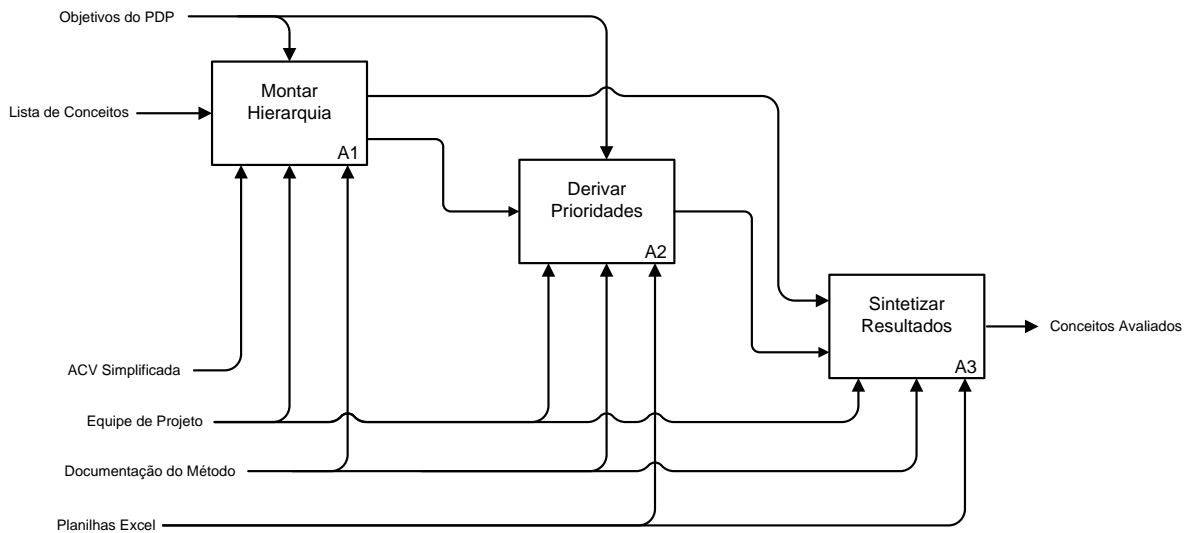 Objetivos do PDP
Montar
Hierarquia
Lista de Conceitos
A1
Derivar
Prioridades
A2
Sintetizar
Resultados
Conceitos Avaliados
A3
ACV Simplificada
Equipe de Projeto
Documentação do Método
Planilhas Excel